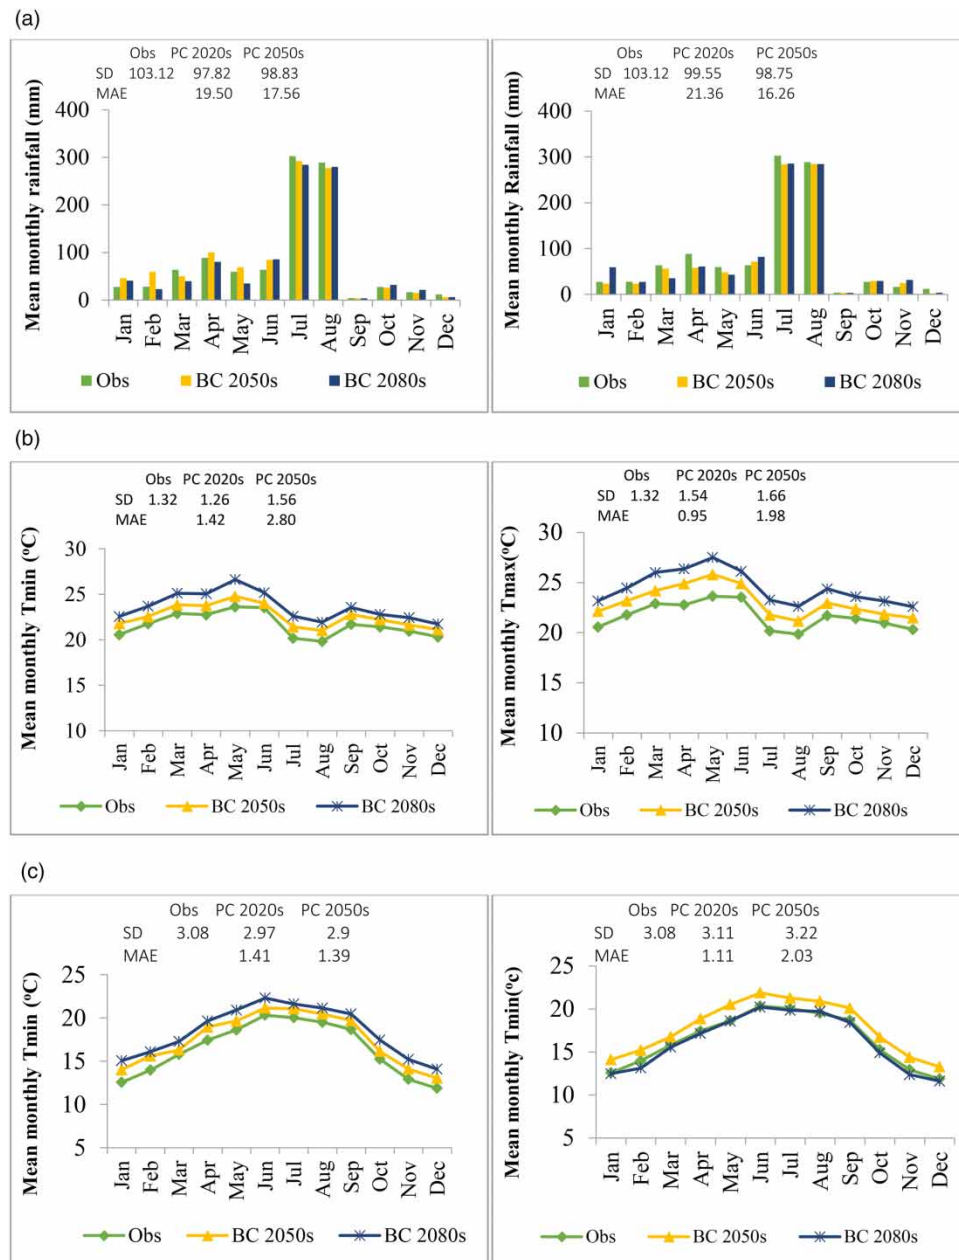 (a)
Obs PC 2020s PC 2050s
SD 103.12 97.82 98.83
MAE 19.50 17.56
Mean monthly rainfall (mm)
400
300
200
100
0
Jan Feb Mar Apr May Jun Jul Aug Sep Oct Nov Dec
Obs BC 2050s BC 2080s
Obs PC 2020s PC 2050s
SD 103.12 99.55 98.75
MAE 21.36 16.26
Mean monthly Rainfall (mm)
400
300
200
100
0
Jan Feb Mar Apr May Jun Jul Aug Sep Oct Nov Dec
Obs BC 2050s BC 2080s
(b)
Obs PC 2020s PC 2050s
SD 1.32 1.26 1.56
MAE 1.42 2.80
Mean monthly Tmin (°C)
30
25
20
15
10
Jan Feb Mar Apr May Jun Jul Aug Sep Oct Nov Dec
Obs BC 2050s BC 2080s
Obs PC 2020s PC 2050s
SD 1.32 1.54 1.66
MAE 0.95 1.98
Mean monthly Tmax(°C)
30
25
20
15
10
Jan Feb Mar Apr May Jun Jul Aug Sep Oct Nov Dec
Obs BC 2050s BC 2080s
(c)
Obs PC 2020s PC 2050s
SD 3.08 2.97 2.9
MAE 1.41 1.39
Mean monthly Tmin (°C)
25
20
15
10
5
Jan Feb Mar Apr May Jun Jul Aug Sep Oct Nov Dec
Obs BC 2050s BC 2080s
Obs PC 2020s PC 2050s
SD 3.08 3.11 3.22
MAE 1.11 2.03
Mean monthly Tmin(°c)
25
20
15
10
5
Jan Feb Mar Apr May Jun Jul Aug Sep Oct Nov Dec
Obs BC 2050s BC 2080s